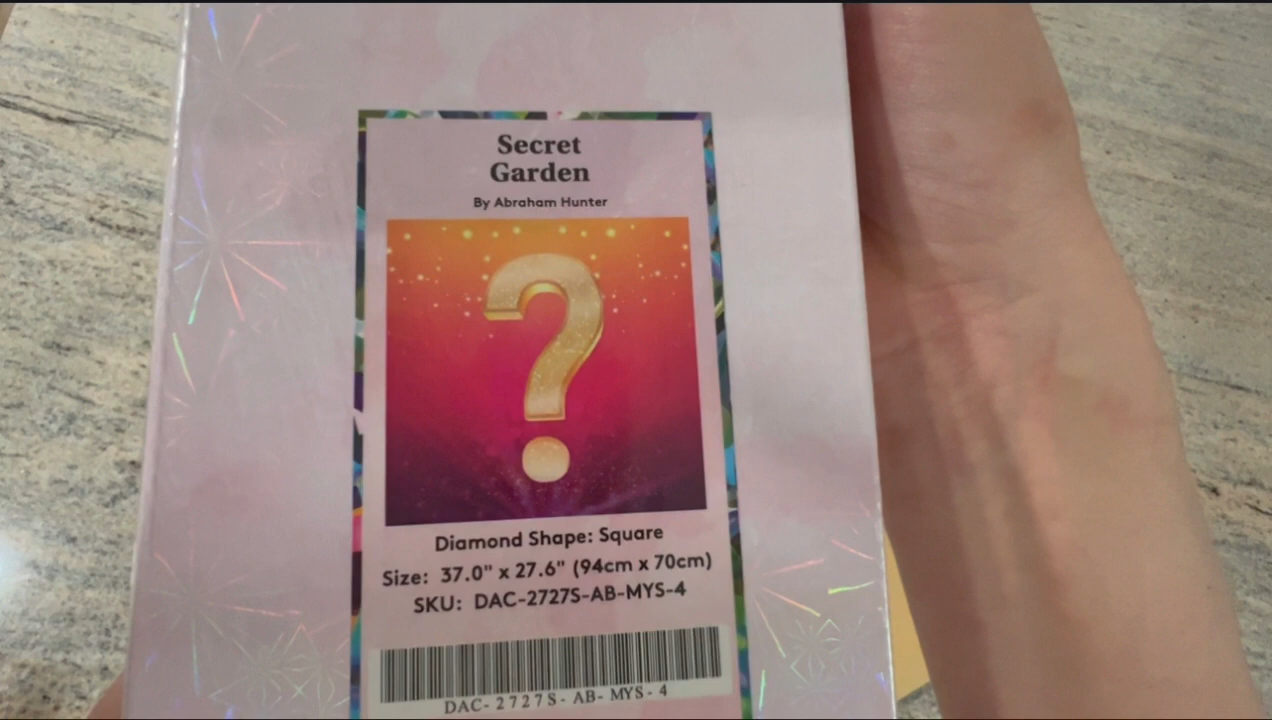 Secret
Garden
By Abraham Hunter
?
Diamond Shape: Square
Size: 37.0" x 27.6" (94cm x 70cm)
SKU: DAC-2727S-AB-MYS-4
DAC-2727S-AB-MYS-4